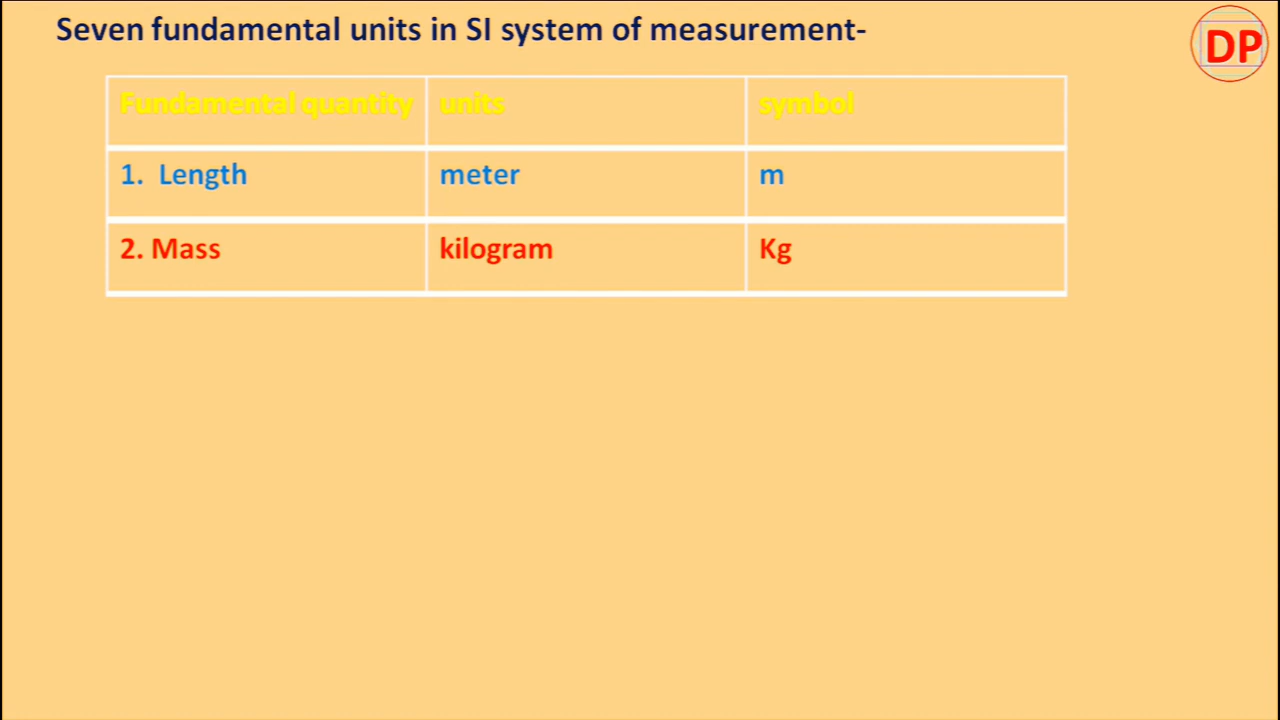 Seven fundamental units in SI system of measurement-
DP
Fundamental quantity units symbol
1. Length meter m
2. Mass kilogram Kg